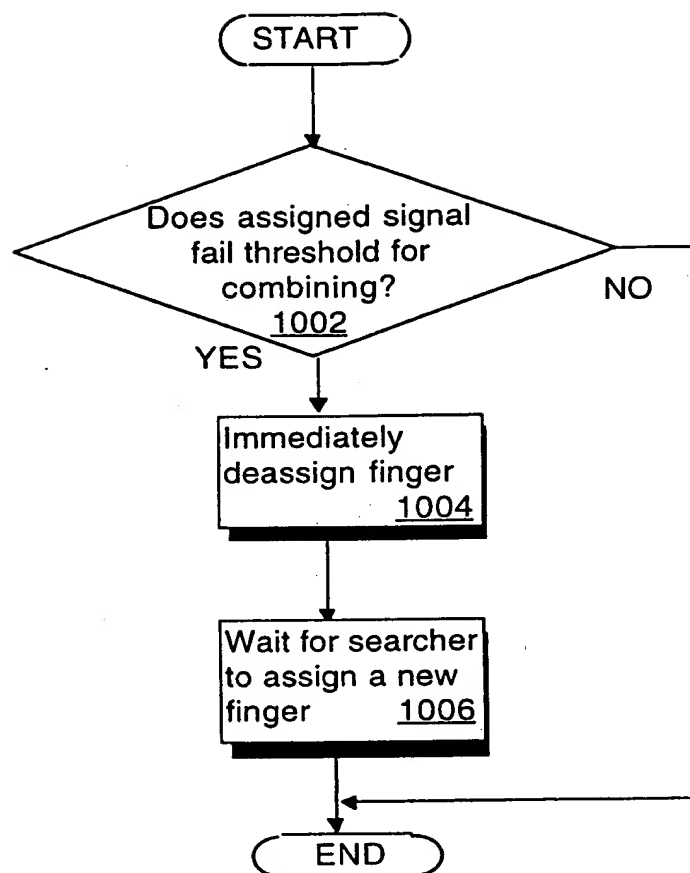 START
Does assigned signal
fail threshold for
combining?
1002
NO
YES
Immediately
deassign finger
1004
Wait for searcher
to assign a new
finger 1006
END